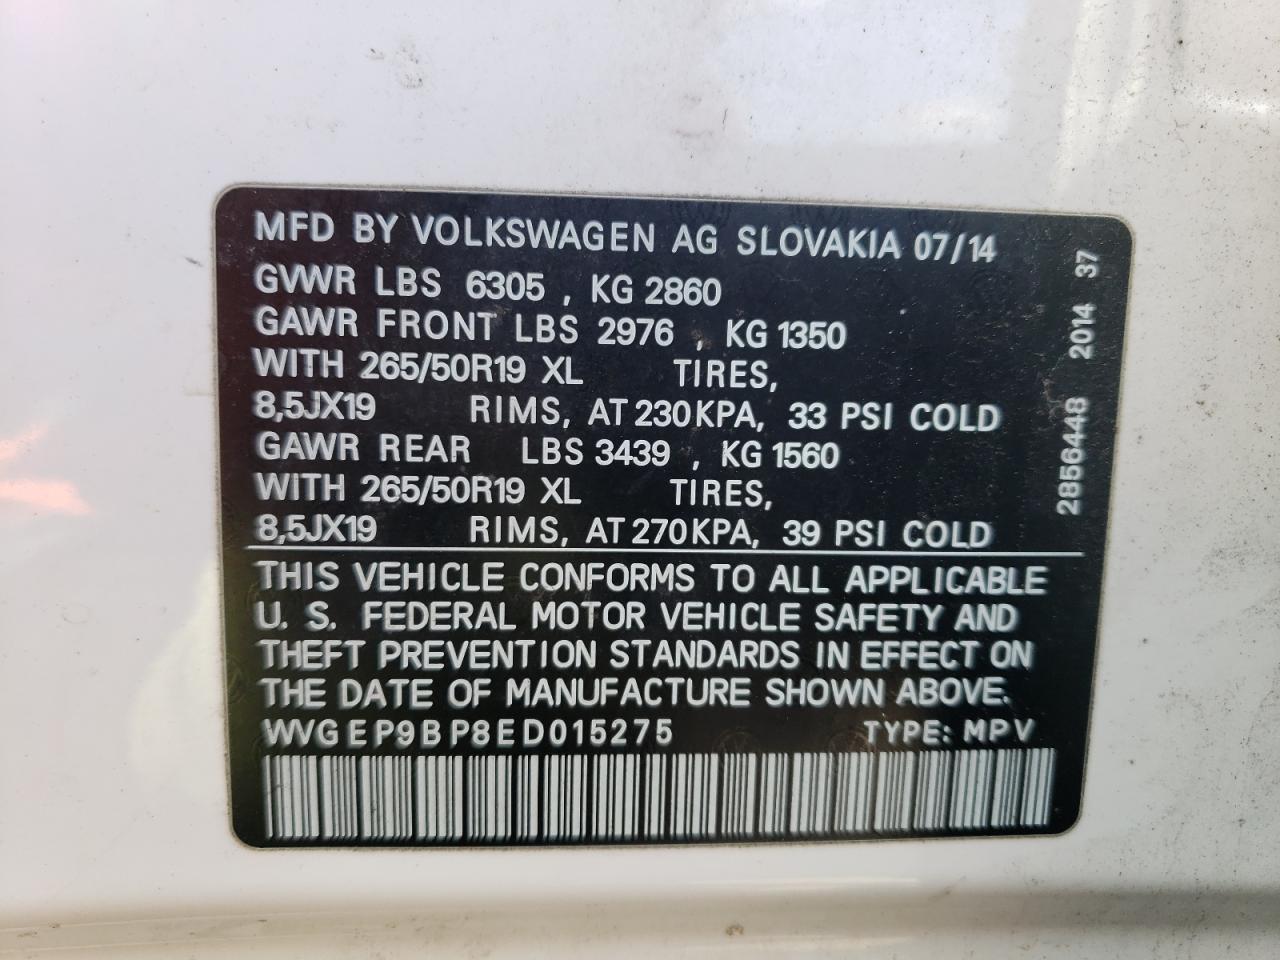 MFD BY VOLKSWAGEN AG SLOVAKIA 07/14
GVWR LBS 6305 , KG 2860
GAWR FRONT LBS 2976 , KG 1350
WITH 265/50R19 XL TIRES,
8,5JX19 RIMS, AT 230KPA, 33 PSI COLD
GAWR REAR LBS 3439 , KG 1560
WITH 265/50R19 XL TIRES,
8,5JX19 RIMS, AT 270KPA, 39 PSI COLD
THIS VEHICLE CONFORMS TO ALL APPLICABLE
U. S. FEDERAL MOTOR VEHICLE SAFETY AND
THEFT PREVENTION STANDARDS IN EFFECT ON
THE DATE OF MANUFACTURE SHOWN ABOVE.
WVGEP9BP8ED015275 TYPE: MPV
2856448 2014 37